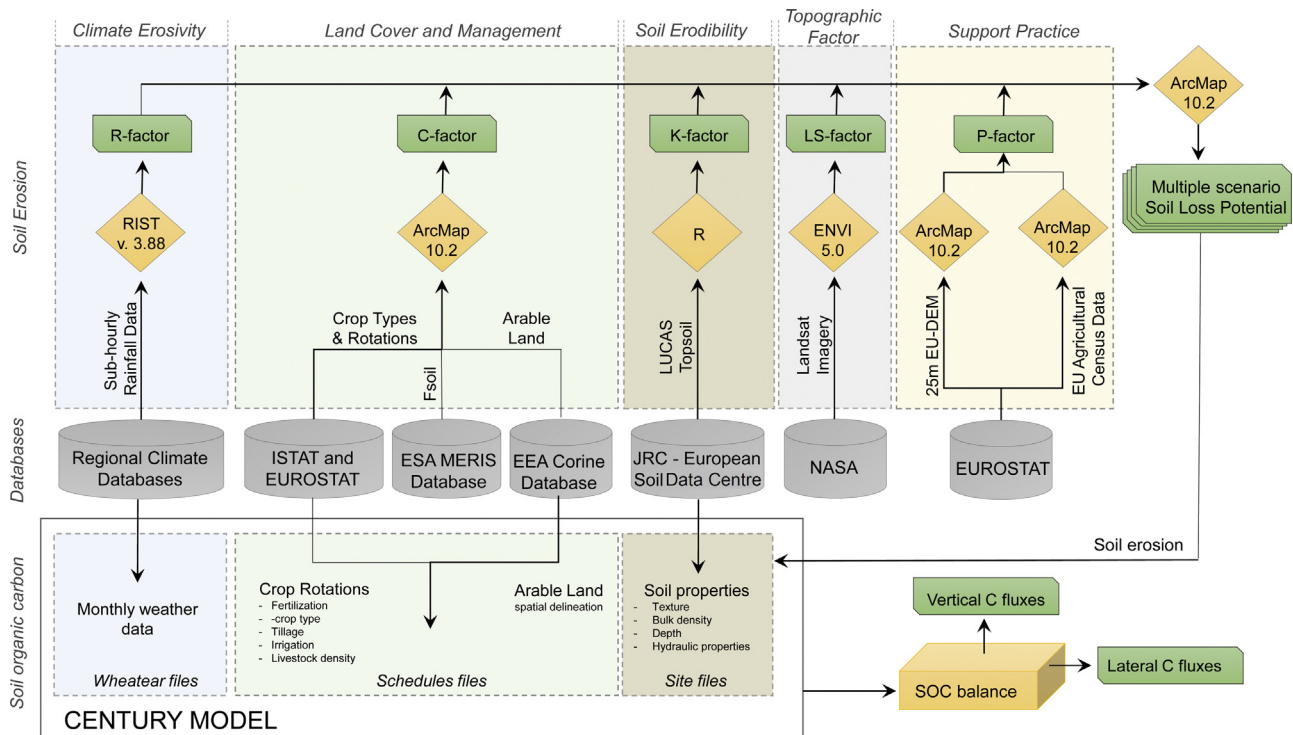 Climate Erosivity
Land Cover and Management
Soil Erodibility
Topographic
Factor
Support Practice
Soil Erosion
R-factor
C-factor
K-factor
LS-factor
P-factor
ArcMap
10.2
RIST
v. 3.88
ArcMap
10.2
R
ENVI
5.0
ArcMap
10.2
ArcMap
10.2
Multiple scenario
Soil Loss Potential
Sub-hourly
Rainfall Data
Crop Types
& Rotations
Fsoil
Arable
Land
LUCAS
Topsoil
Landsat
Imagery
25m EU-DEM
EU Agricultural
Census Data
Databases
Regional Climate
Databases
ISTAT and
EUROSTAT
ESA MERIS
Database
EEA Corine
Database
JRC - European
Soil Data Centre
NASA
EUROSTAT
Soil organic carbon
Monthly weather
data
Wheatear files
Crop Rotations
- Fertilization
- -crop type
- Tillage
- Irrigation
- Livestock density
Arable Land
spatial delineation
Schedules files
Soil properties
- Texture
- Bulk density
- Depth
- Hydraulic properties
Site files
CENTURY MODEL
Soil erosion
Vertical C fluxes
SOC balance
Lateral C fluxes